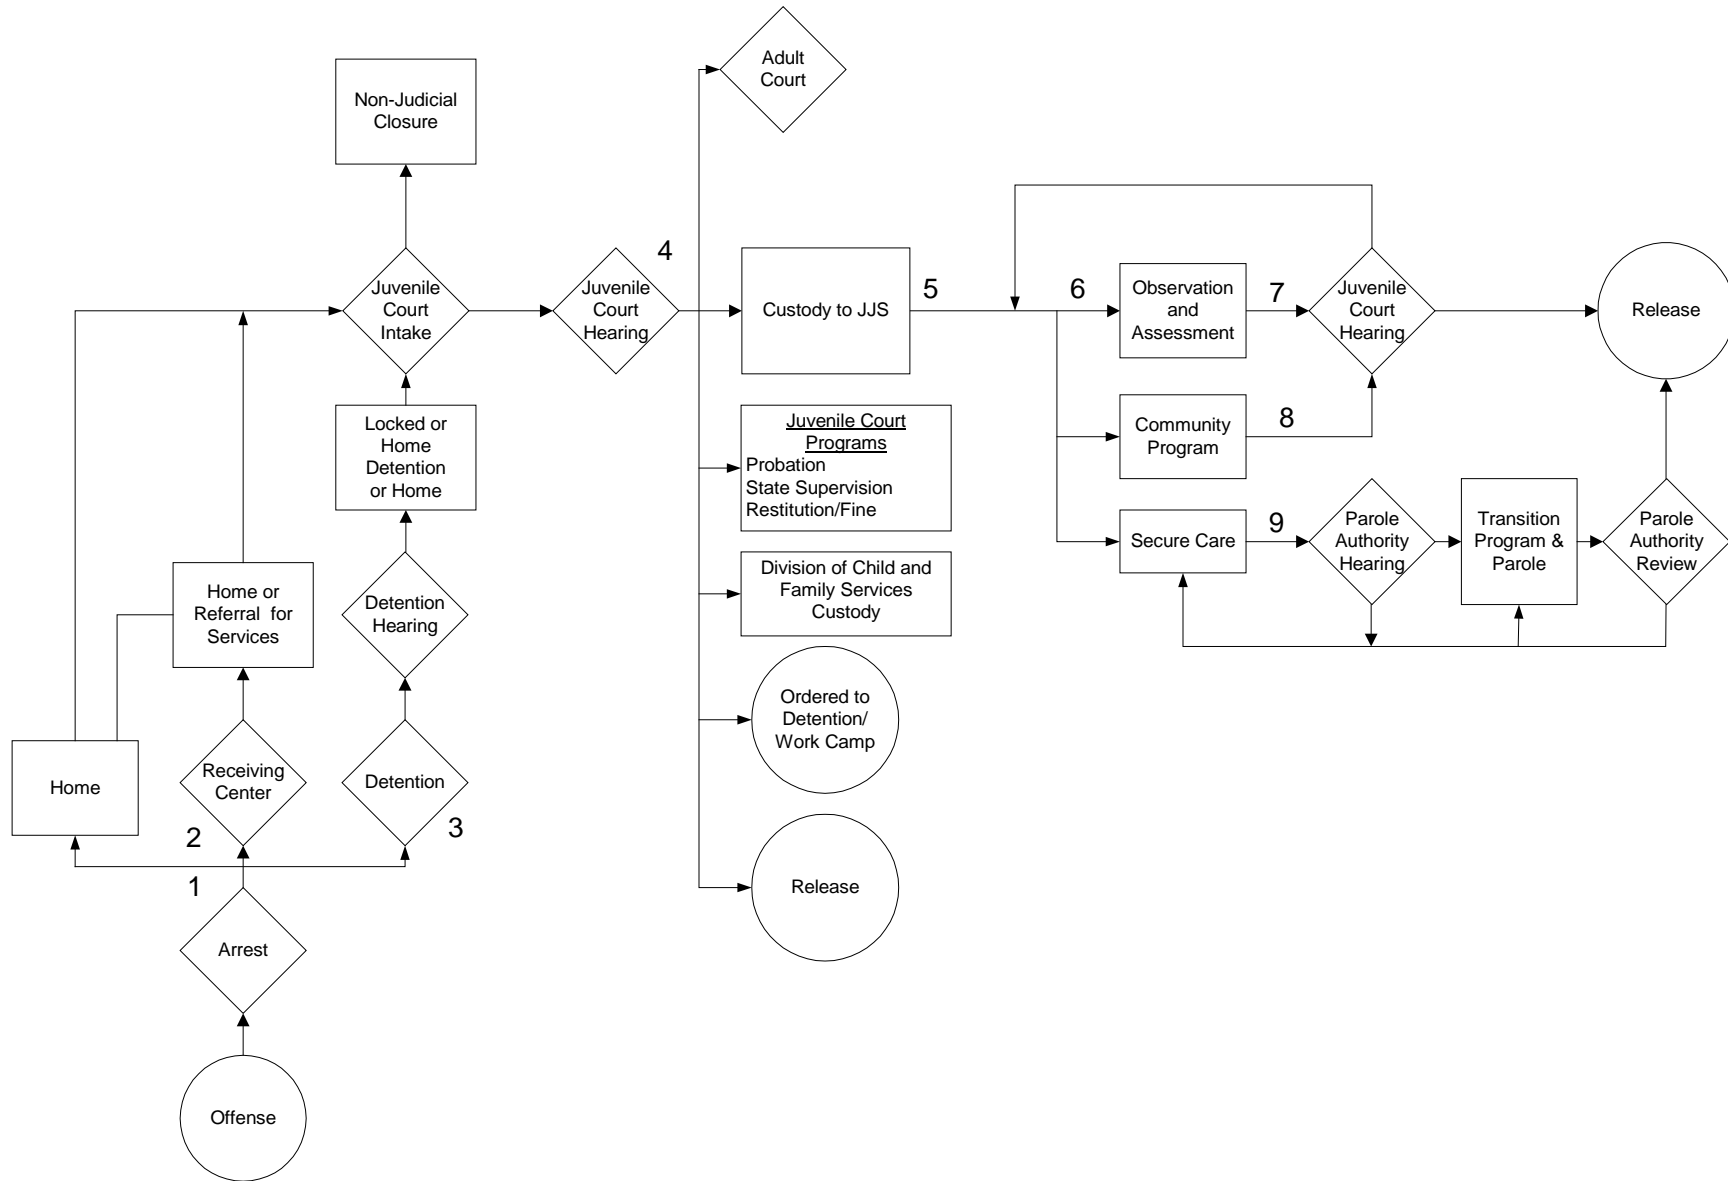 Adult
Court
Non-Judicial
Closure
4
Juvenile
Court
Intake
Juvenile
Court
Hearing
Custody to JJS
5
6
Observation
and
Assessment
7
Juvenile
Court
Hearing
Release
Locked or
Home
Detention
or Home
Juvenile Court
Programs
Probation
State Supervision
Restitution/Fine
Community
Program
8
Secure Care
9
Parole
Authority
Hearing
Transition
Program &
Parole
Parole
Authority
Review
Home or
Referral for
Services
Detention
Hearing
Division of Child and
Family Services
Custody
Ordered to
Detention/
Work Camp
Home
Receiving
Center
Detention
2
3
1
Release
Arrest
Offense